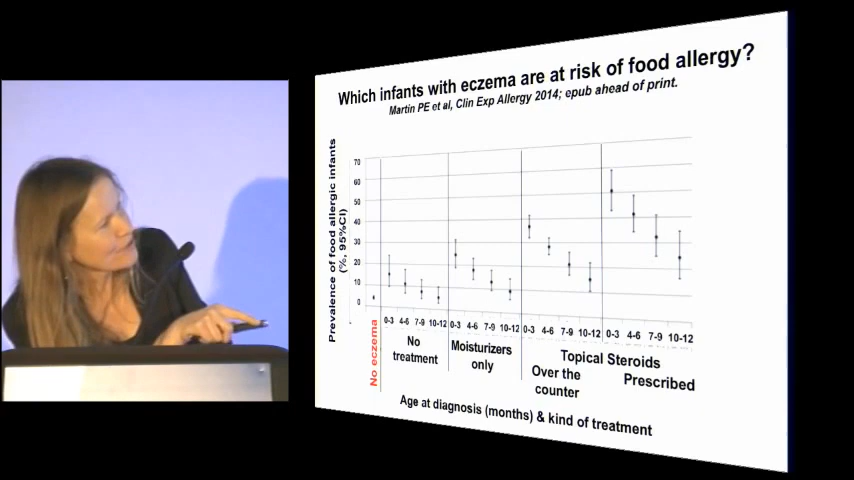 Which infants with eczema are at risk of food allergy?
Martin PE et al, Clin Exp Allergy 2014; epub ahead of print.
Prevalence of food allergic infants
(%, 95%CI)
70
60
50
40
30
20
10
0
0-3 4-6 7-9 10-12 0-3 4-6 7-9 10-12 0-3 4-6 7-9 10-12 0-3 4-6 7-9 10-12
No eczema
No
treatment
Moisturizers
only
Topical Steroids
Over the
counter
Prescribed
Age at diagnosis (months) & kind of treatment